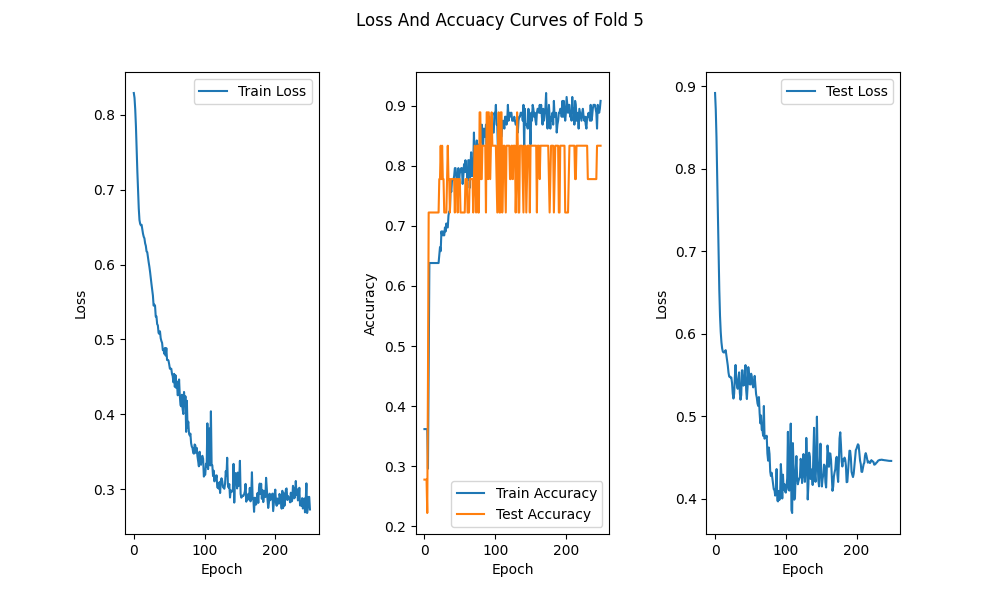 Loss And Accuacy Curves of Fold 5
Train Loss
0.8
0.7
0.6
0.5
0.4
0.3
Loss
0
100
200
Epoch
0.9
0.8
0.7
0.6
0.5
0.4
0.3
0.2
Accuracy
Train Accuracy
Test Accuracy
0
100
200
Epoch
Test Loss
0.9
0.8
0.7
0.6
0.5
0.4
Loss
0
100
200
Epoch